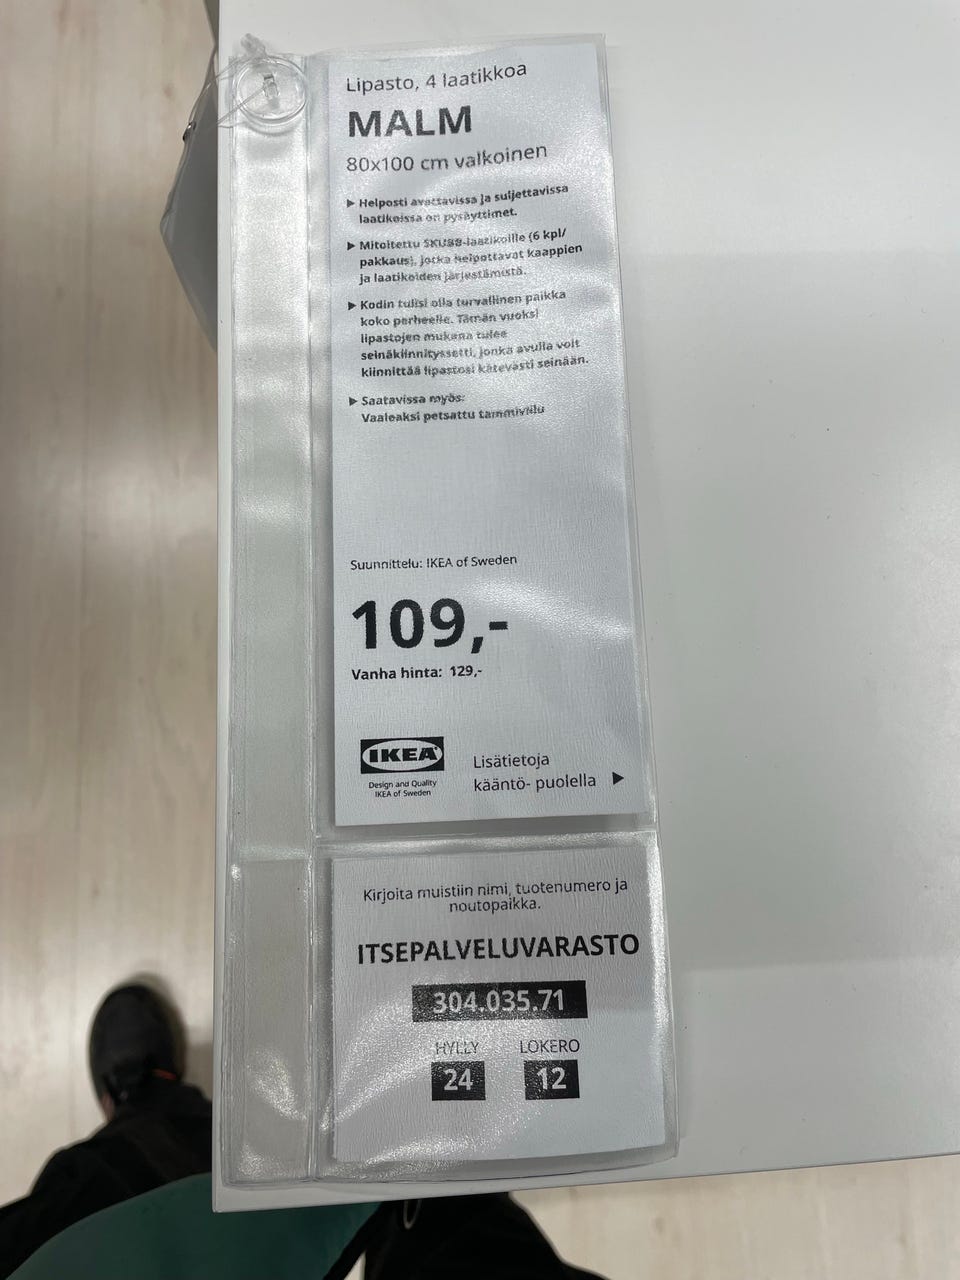 Lipasto, 4 laatikkoa
MALM
80x100 cm valkoinen
▶ Helposti avattavissa ja suljettavissa
laatikoissa on pysäyttimet.
▶ Mitoitettu SKUBB-laatikoille (6 kpl/
pakkaus), jotka helpottavat kaappien
ja laatikoiden järjestämistä.
▶ Kodin tulisi olla turvallinen paikka
koko perheelle. Tämän vuoksi
lipastojen mukana tulee
seinäkiinnityssetti, jonka avulla voit
kiinnittää lipastosi kätevästi seinään.
▶ Saatavissa myös:
Vaaleaksi petsattu tammiviilu
Suunnittelu: IKEA of Sweden
109,-
Vanha hinta: 129,-
IKEA
Design and Quality
IKEA of Sweden
Lisätietoja
kääntö- puolella ▶
Kirjoita muistiin nimi, tuotenumero ja
noutopaikka.
ITSEPALVELUVARASTO
304.035.71
HYLLY LOKERO
24 12